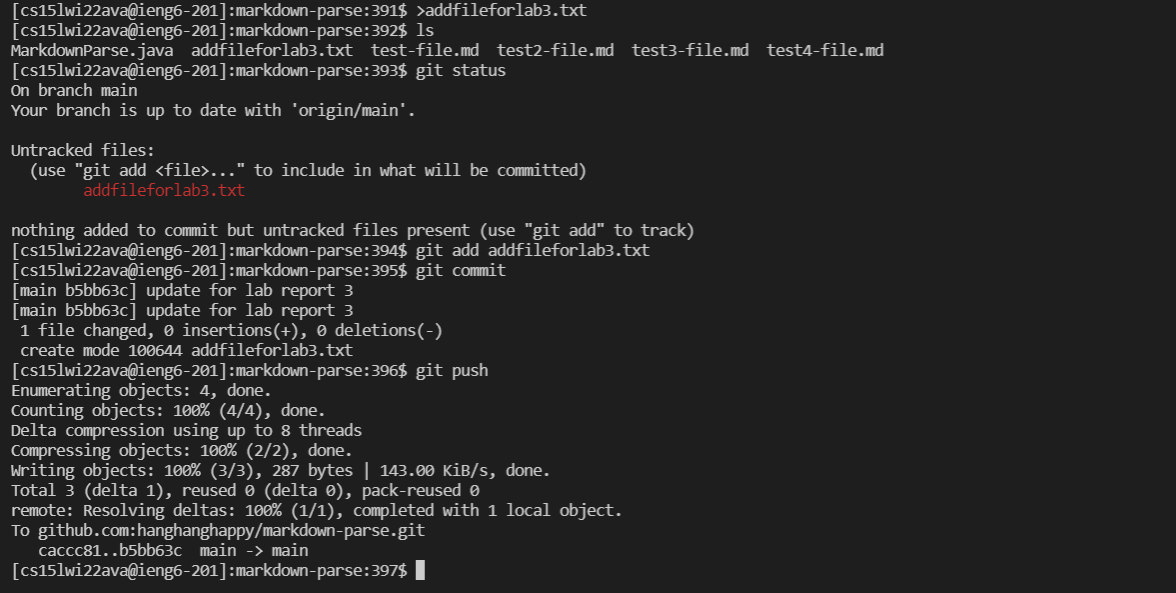 [cs15lwi22ava@ieng6-201]:markdown-parse:391$ >addfileforlab3.txt
[cs15lwi22ava@ieng6-201]:markdown-parse:392$ ls
MarkdownParse.java  addfileforlab3.txt  test-file.md  test2-file.md  test3-file.md  test4-file.md
[cs15lwi22ava@ieng6-201]:markdown-parse:393$ git status
On branch main
Your branch is up to date with 'origin/main'.

Untracked files:
  (use "git add <file>..." to include in what will be committed)
        addfileforlab3.txt

nothing added to commit but untracked files present (use "git add" to track)
[cs15lwi22ava@ieng6-201]:markdown-parse:394$ git add addfileforlab3.txt
[cs15lwi22ava@ieng6-201]:markdown-parse:395$ git commit
[main b5bb63c] update for lab report 3
[main b5bb63c] update for lab report 3
 1 file changed, 0 insertions(+), 0 deletions(-)
 create mode 100644 addfileforlab3.txt
[cs15lwi22ava@ieng6-201]:markdown-parse:396$ git push
Enumerating objects: 4, done.
Counting objects: 100% (4/4), done.
Delta compression using up to 8 threads
Compressing objects: 100% (2/2), done.
Writing objects: 100% (3/3), 287 bytes | 143.00 KiB/s, done.
Total 3 (delta 1), reused 0 (delta 0), pack-reused 0
remote: Resolving deltas: 100% (1/1), completed with 1 local object.
To github.com:hanghanghappy/markdown-parse.git
   caccc81..b5bb63c  main -> main
[cs15lwi22ava@ieng6-201]:markdown-parse:397$